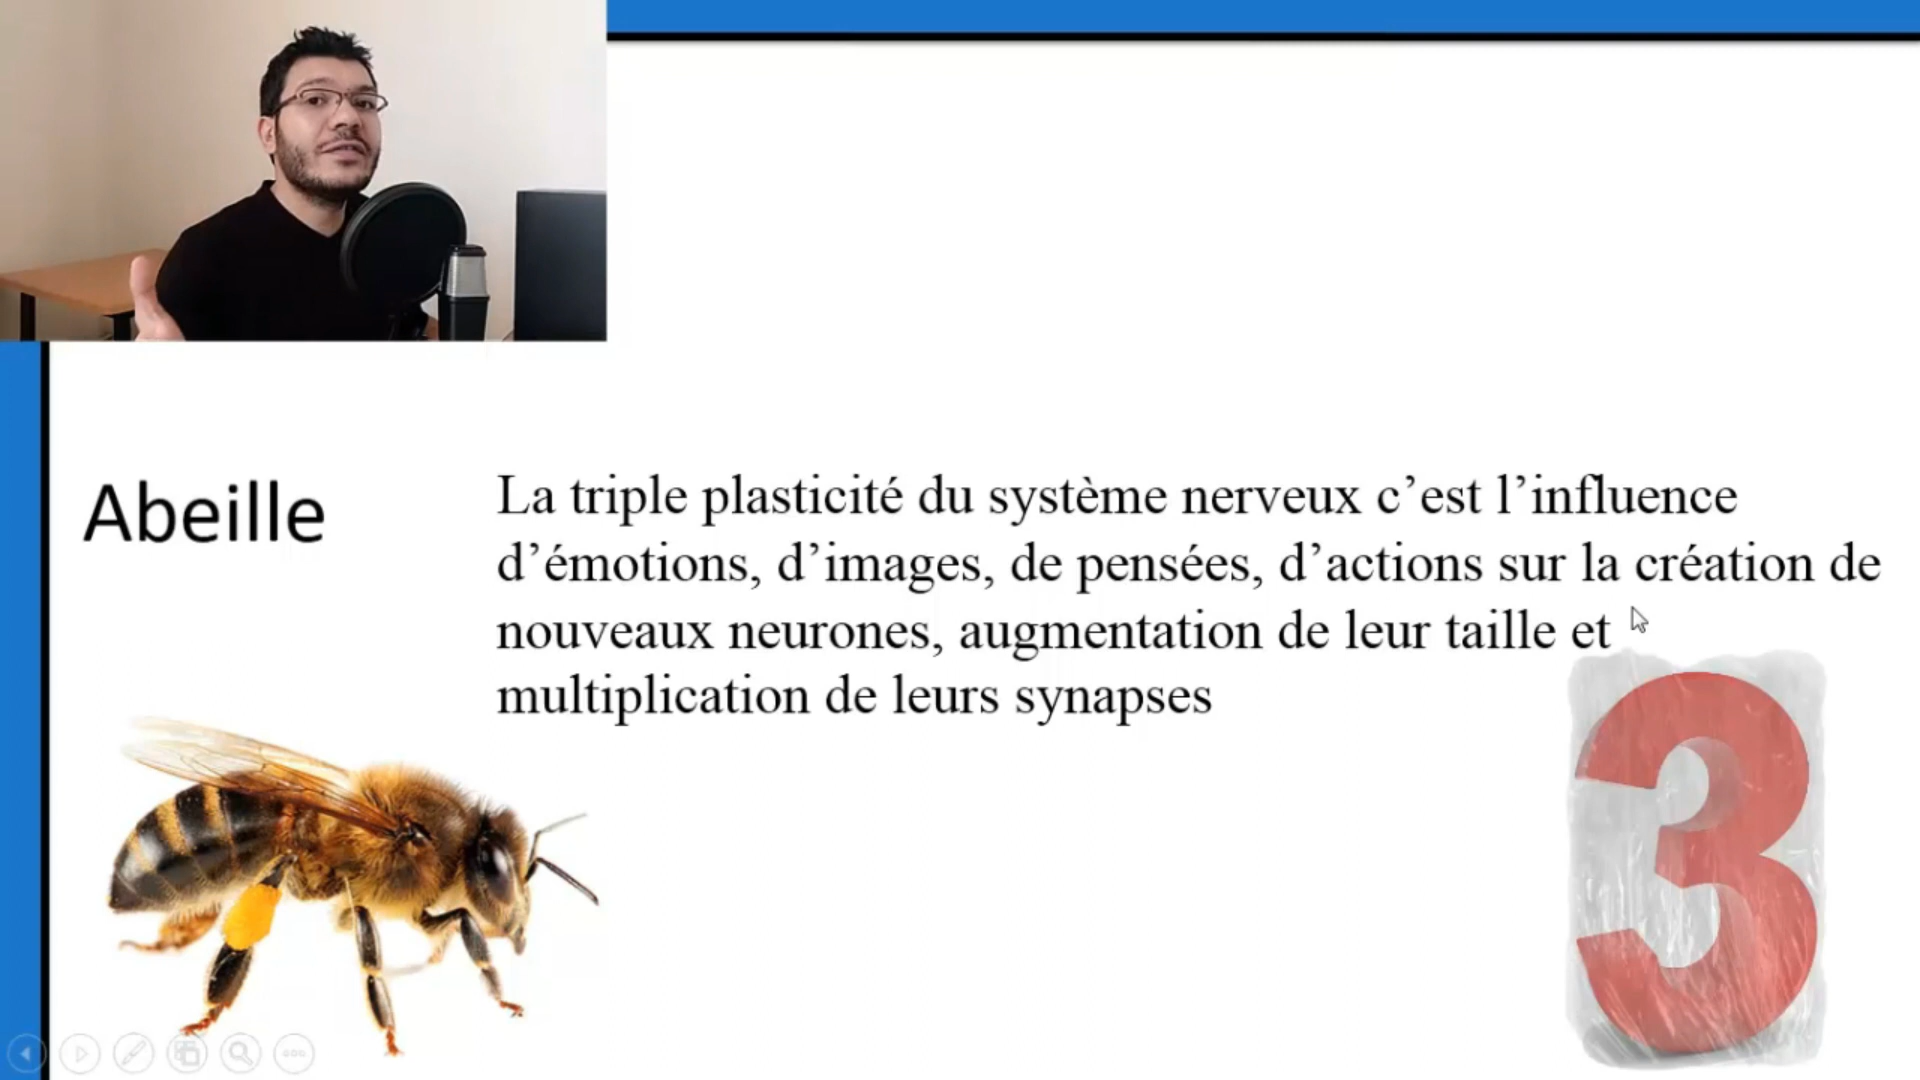 Abeille
La triple plasticité du système nerveux c’est l’influence
d’émotions, d’images, de pensées, d’actions sur la création de
nouveaux neurones, augmentation de leur taille et
multiplication de leurs synapses
3